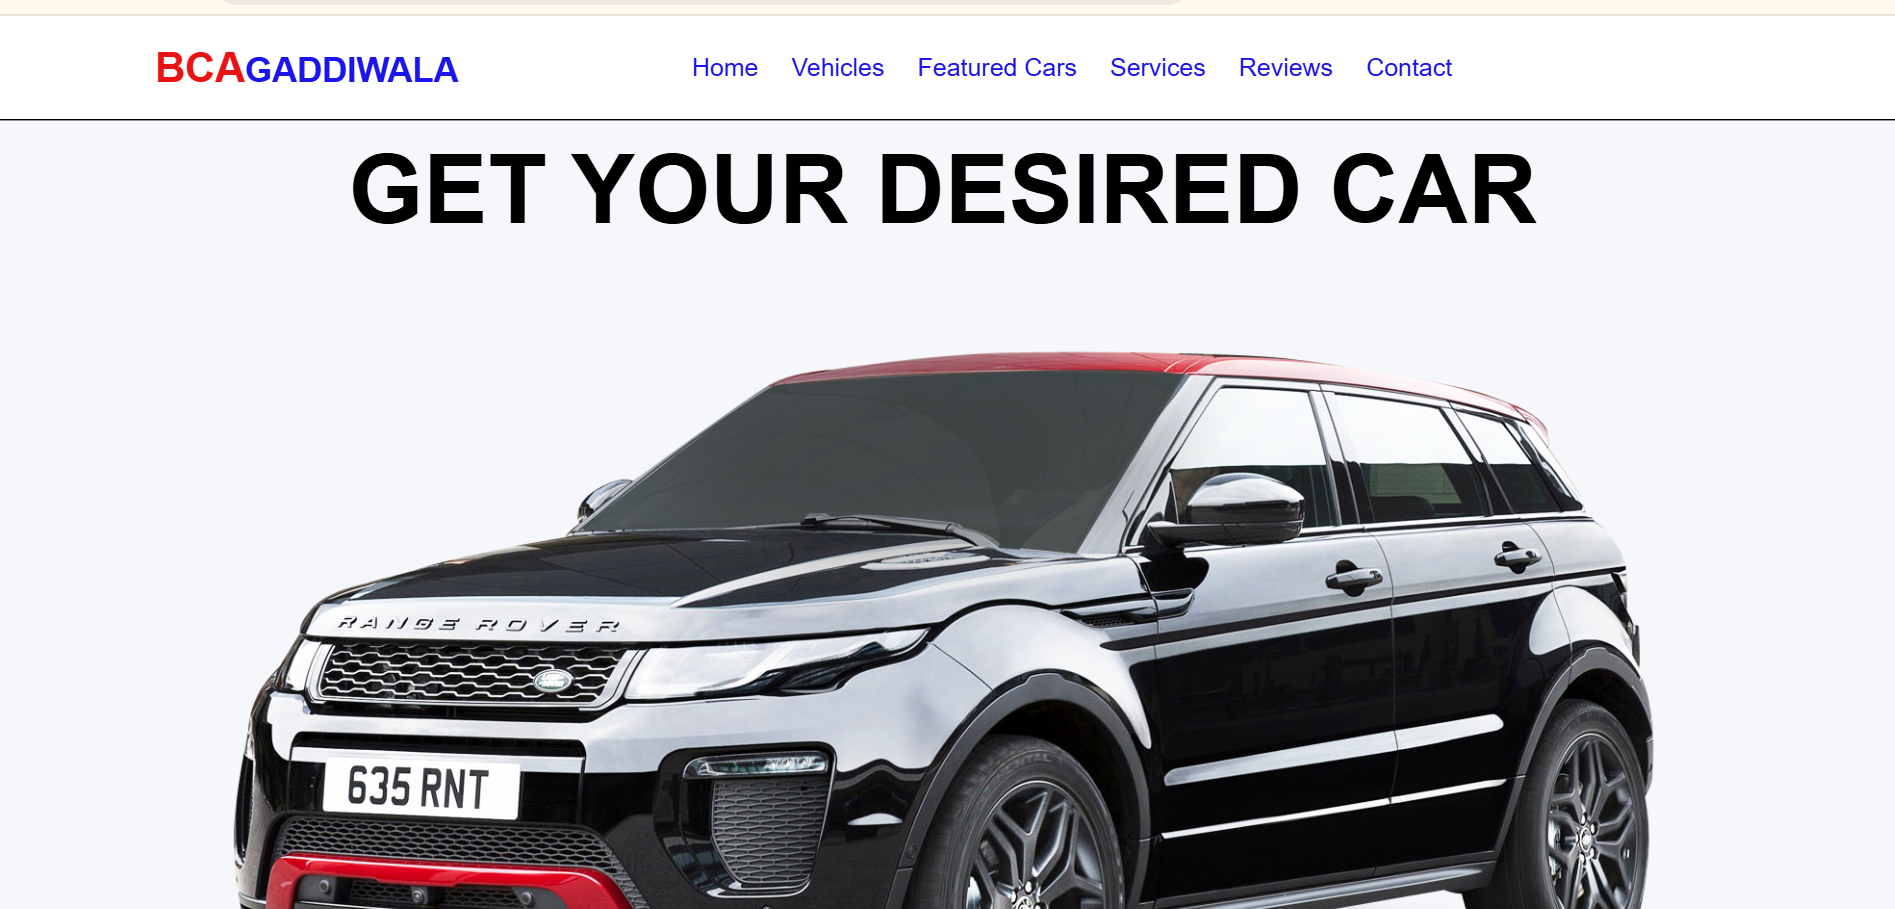 BCAGADDIWALA
Home Vehicles Featured Cars Services Reviews Contact
GET YOUR DESIRED CAR
RANGE ROVER
635 RNT